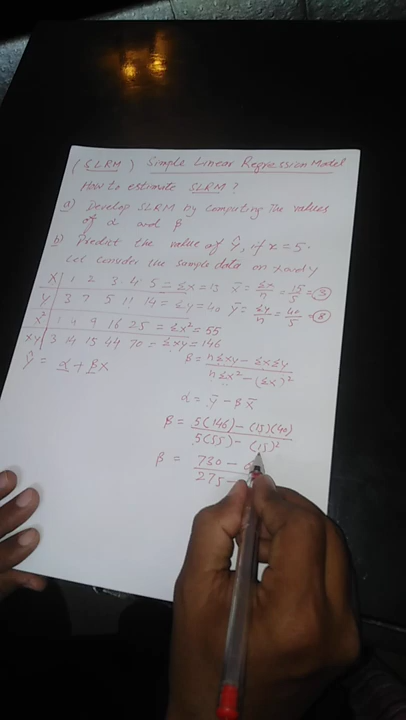 (SLRM) Simple Linear Regression Model
How to estimate SLRM?
a) Develop SLRM by computing the values
of α and β
b) Predict the value of Ŷ, if x = 5.
Let consider the sample data on x and y
X 1 2 3 4 5 = Σx = 15 x̄ = Σx/n = 15/5 = 3
Y 3 7 5 11 14 = Σy = 40 ȳ = Σy/n = 40/5 = 8
X² 1 4 9 16 25 = Σx² = 55
XY 3 14 15 44 70 = Σxy = 146
Ŷ = α + βx
β = nΣxy - ΣxΣy / nΣx² - (Σx)²
α = ȳ - βx̄
β = 5(146) - (15)(40) / 5(55) - (15)²
β = 730 - / 275 -